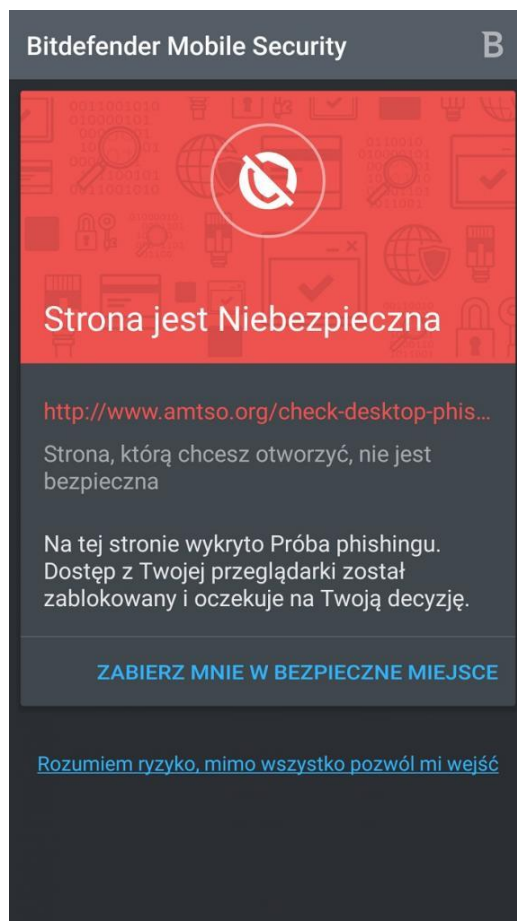 Bitdefender Mobile Security B
Strona jest Niebezpieczna
http://www.amtso.org/check-desktop-phis...
Strona, którą chcesz otworzyć, nie jest
bezpieczna
Na tej stronie wykryto Próba phishingu.
Dostęp z Twojej przeglądarki został
zablokowany i oczekuje na Twoją decyzję.
ZABIERZ MNIE W BEZPIECZNE MIEJSCE
Rozumiem ryzyko, mimo wszystko pozwól mi wejść